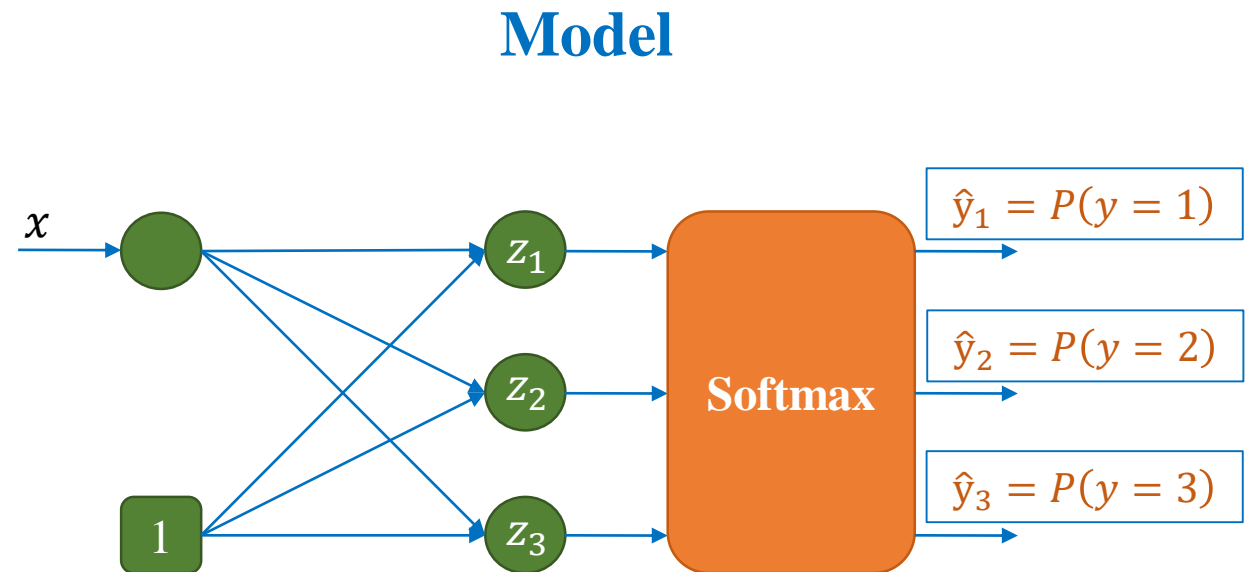 Model
x
z₁
ŷ₁ = P(y = 1)
z₂
Softmax
ŷ₂ = P(y = 2)
1
z₃
ŷ₃ = P(y = 3)